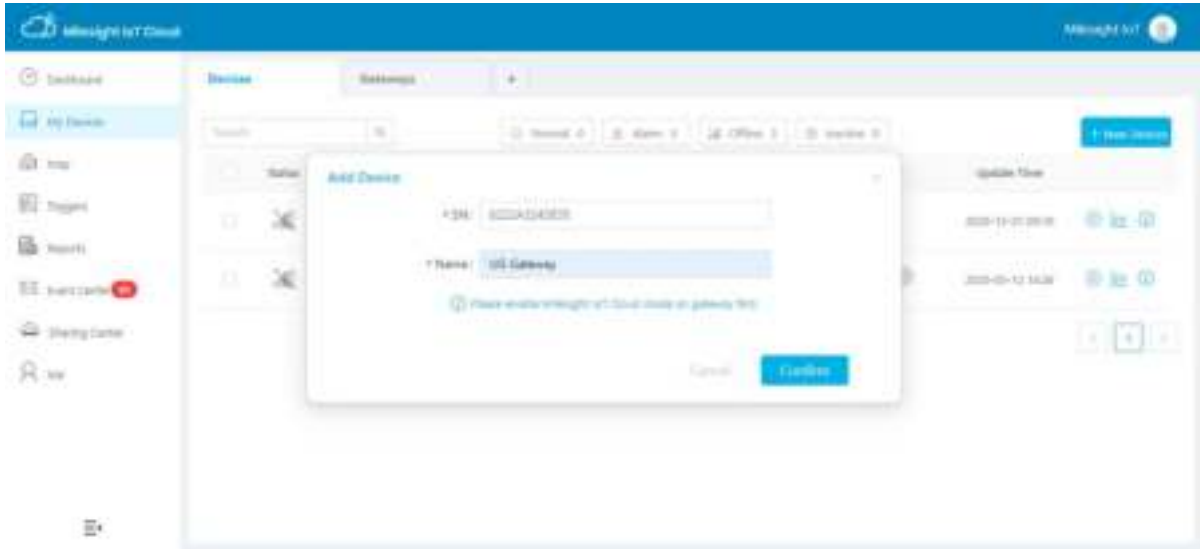 Milesight IoT Cloud
Milesight IoT
Dashboard
Devices
Gateways
+
My Device
Search
Normal
Alarm
Offline
Inactive
+ New Device
Map
Status
Add Device
Update Time
Triggers
* SN:
Reports
* Name: UG Gateway
Event Center
Please enable milesight IoT Cloud mode on gateway first.
Sharing Center
Me
Cancel
Confirm